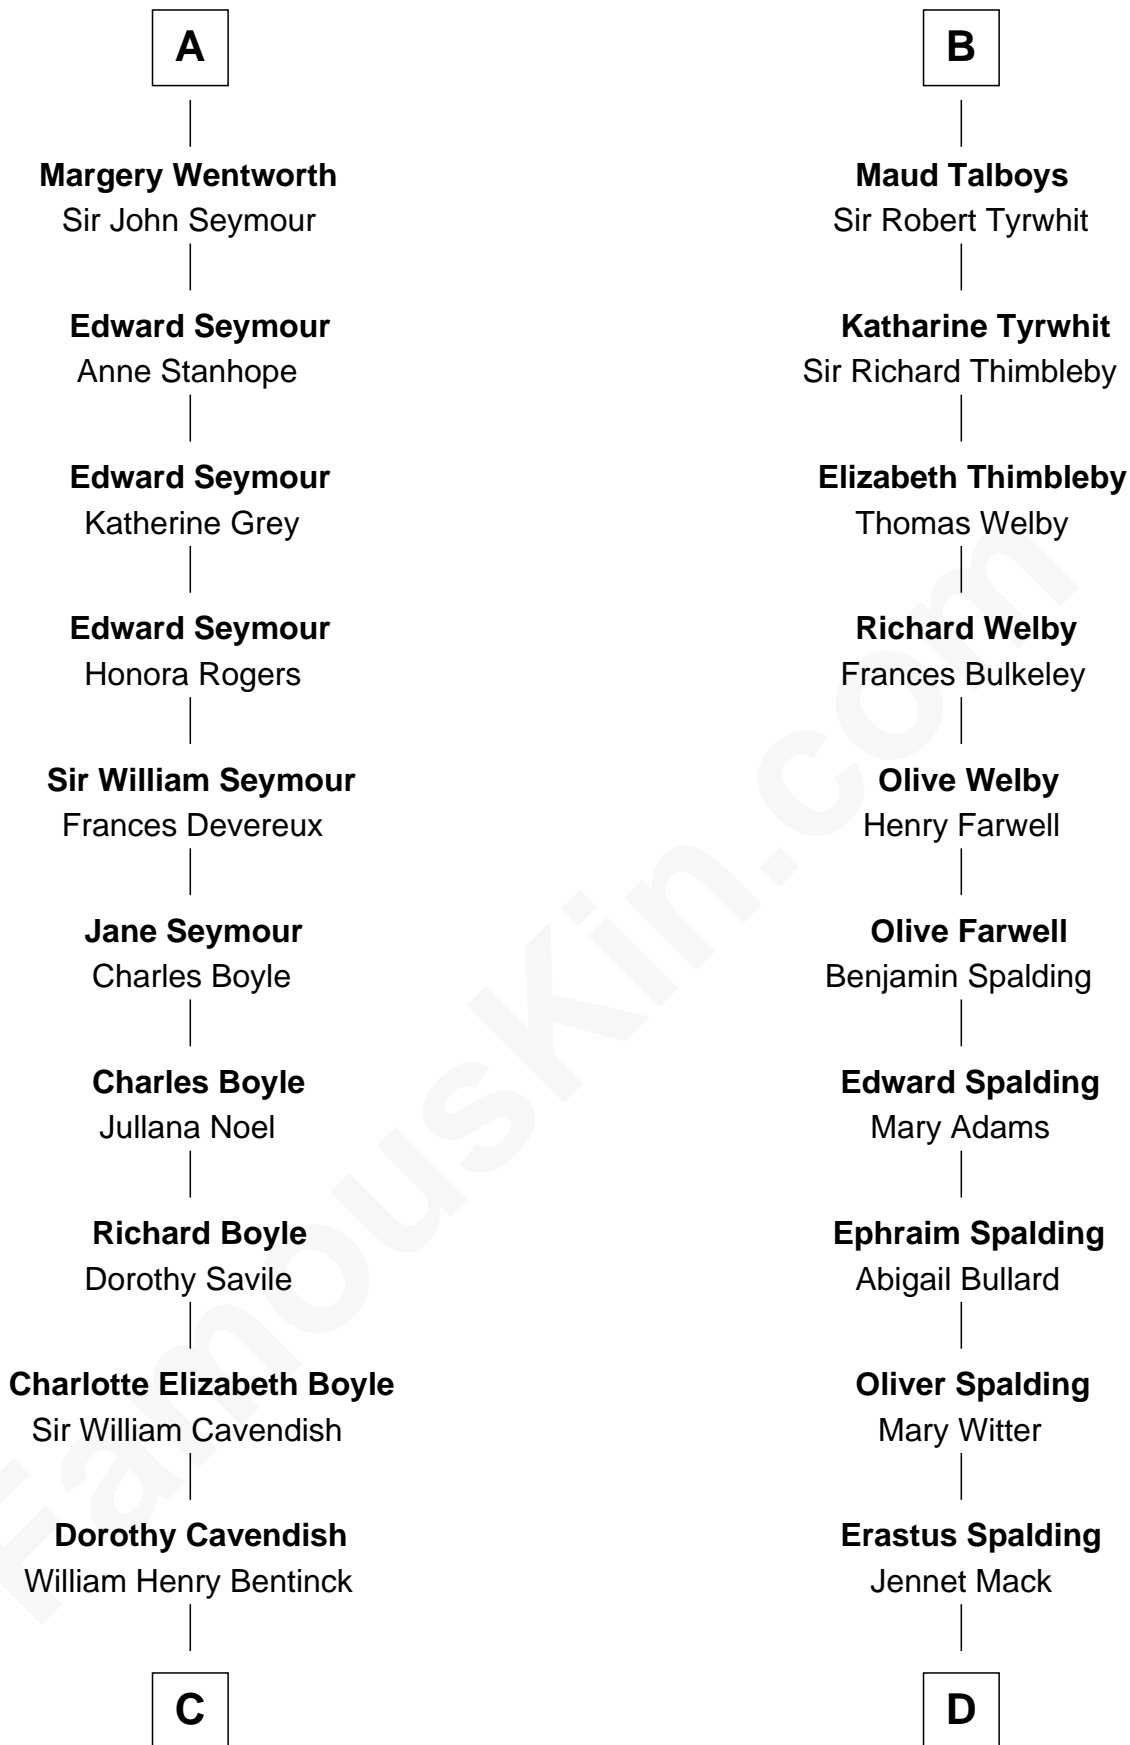 A
Margery Wentworth
Sir John Seymour
Edward Seymour
Anne Stanhope
Edward Seymour
Katherine Grey
Edward Seymour
Honora Rogers
Sir William Seymour
Frances Devereux
Jane Seymour
Charles Boyle
Charles Boyle
Jullana Noel
Richard Boyle
Dorothy Savile
Charlotte Elizabeth Boyle
Sir William Cavendish
Dorothy Cavendish
William Henry Bentinck
C
B
Maud Talboys
Sir Robert Tyrwhit
Katharine Tyrwhit
Sir Richard Thimbleby
Elizabeth Thimbleby
Thomas Welby
Richard Welby
Frances Bulkeley
Olive Welby
Henry Farwell
Olive Farwell
Benjamin Spalding
Edward Spalding
Mary Adams
Ephraim Spalding
Abigail Bullard
Oliver Spalding
Mary Witter
Erastus Spalding
Jennet Mack
D
FamousKin.com